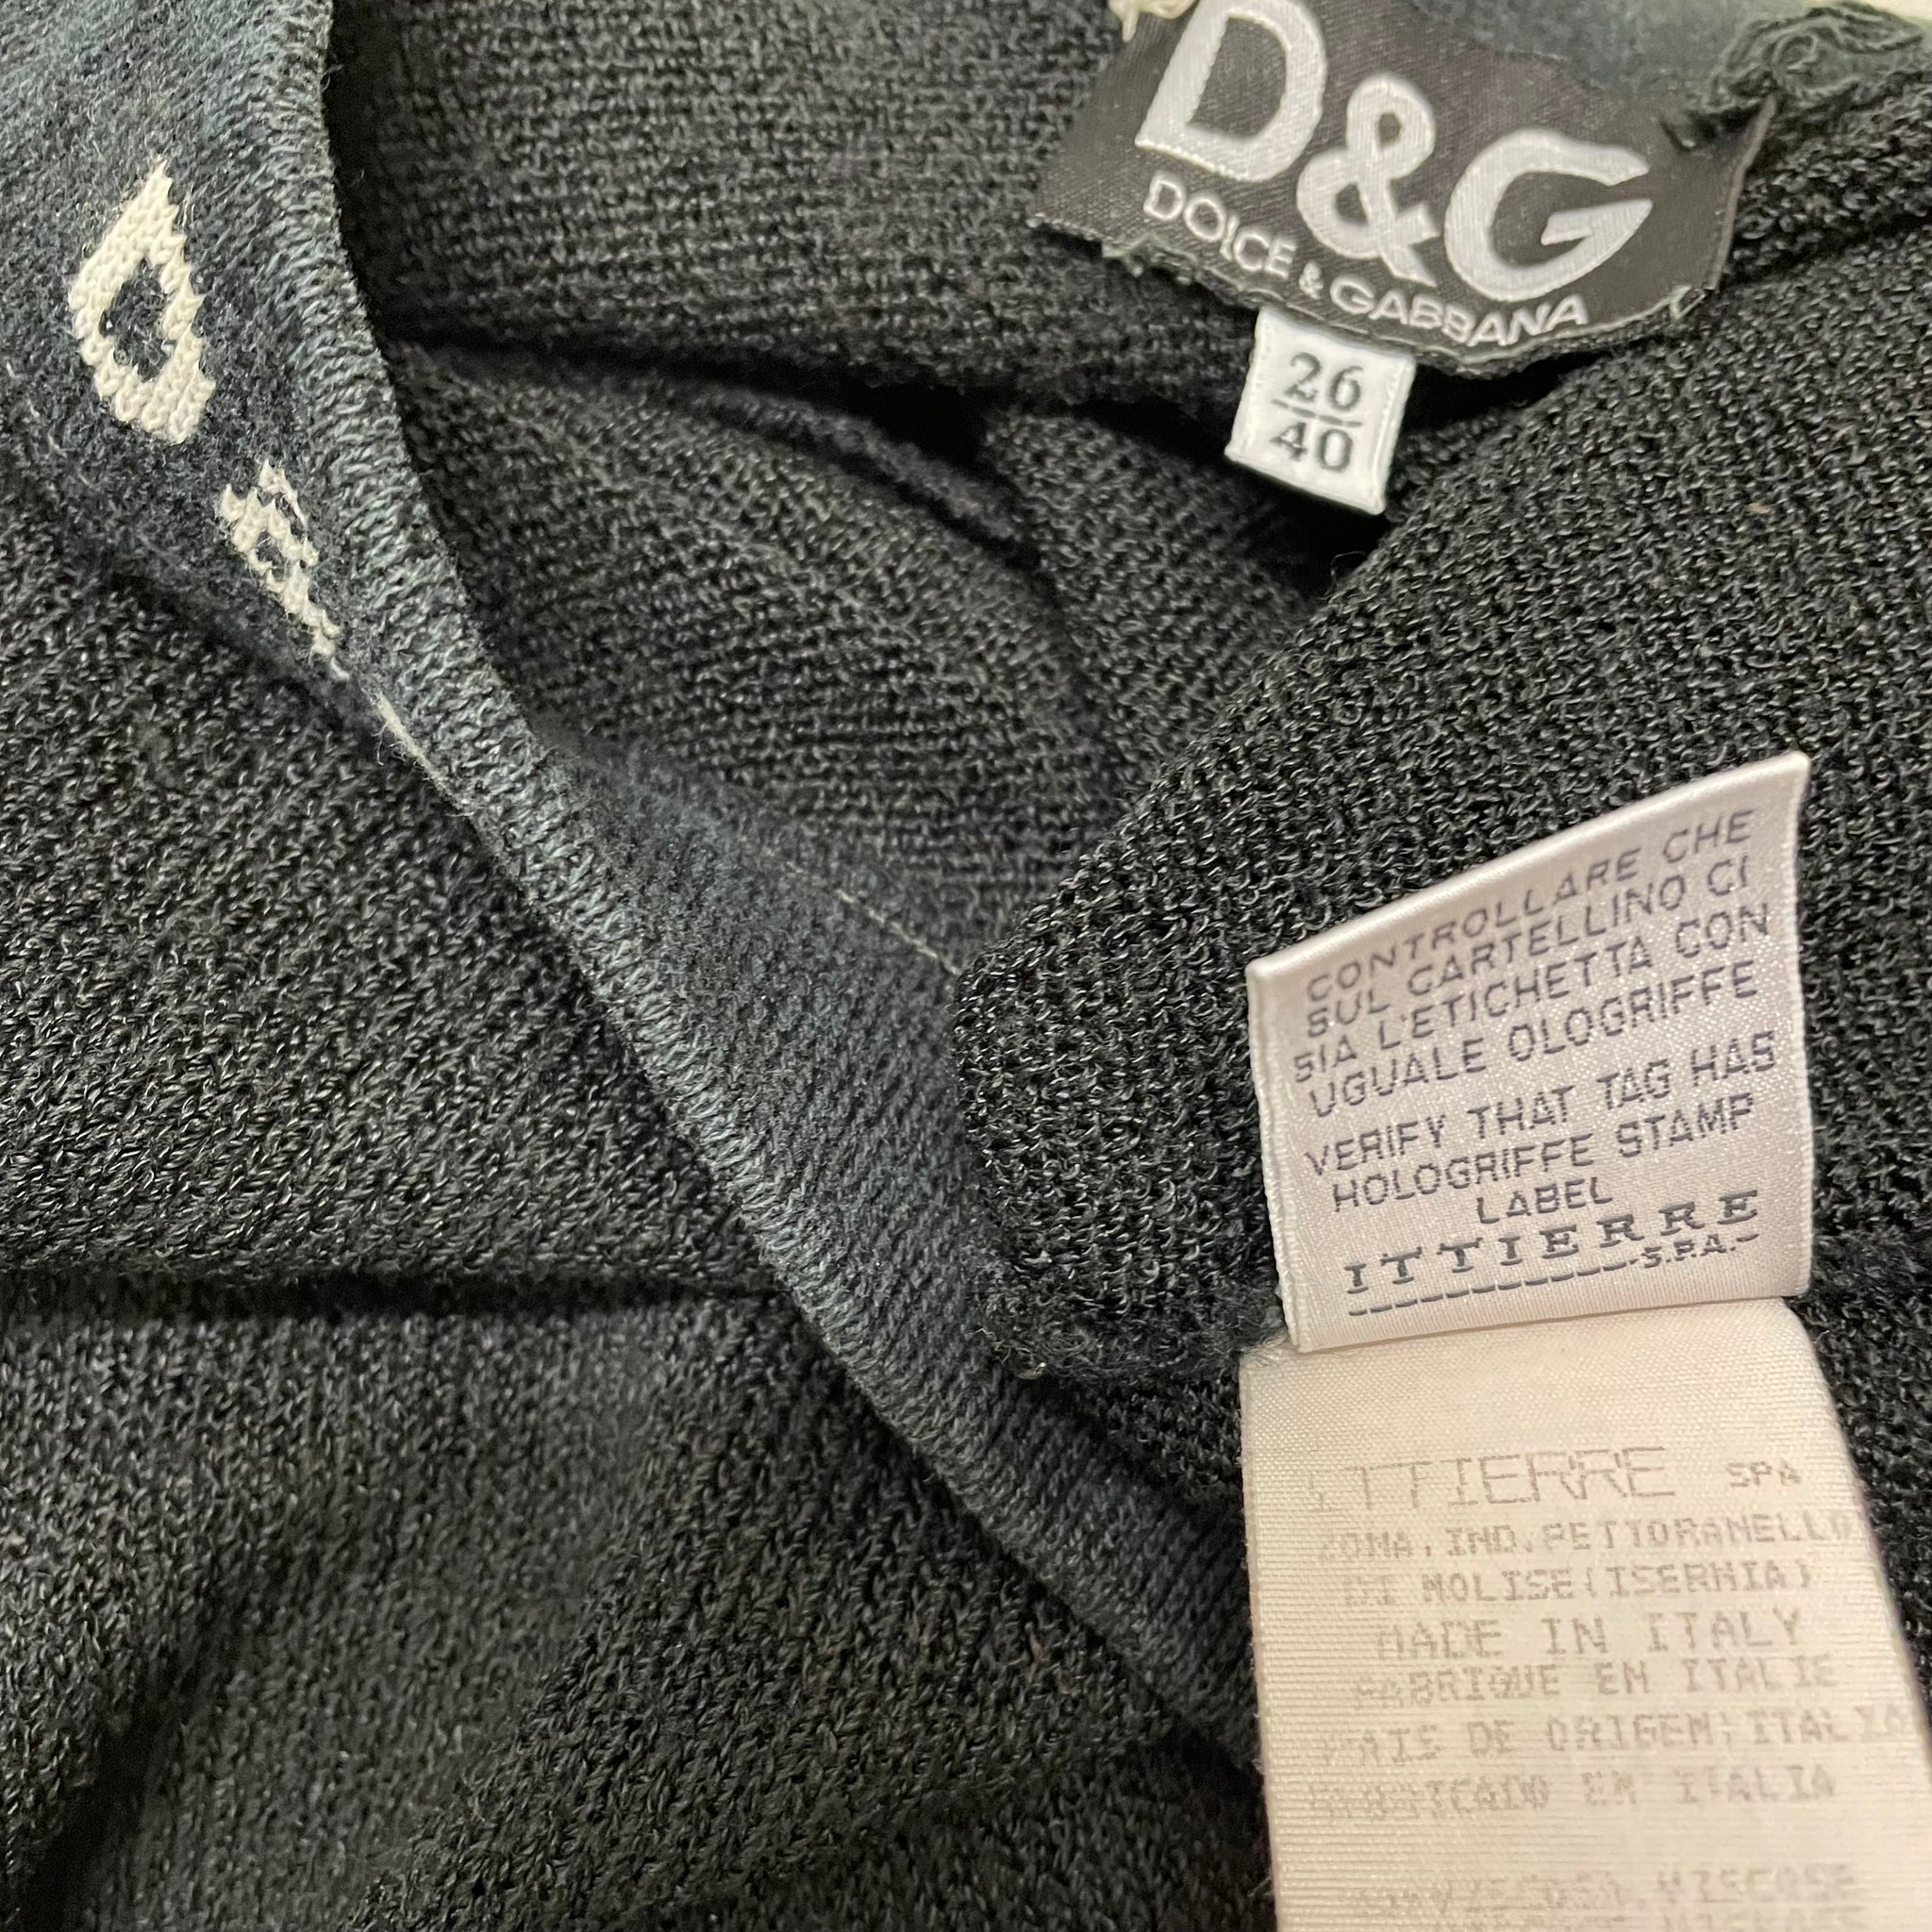 D&G
DOLCE & GABBANA
26
40
CONTROLLARE CHE
SUL CARTELLINO CI
SIA L'ETICHETTA CON
UGUALE OLOGRIFFE
VERIFY THAT TAG HAS
HOLOGRIFFE STAMP
LABEL
ITTIERRE
S.P.A.
ITTIERRE SPA
ZONA.IND.PETTORANELLO
DI MOLISE(ISERNIA)
MADE IN ITALY
FABRIQUE EN ITALIE
PAIS DE ORIGEN:ITALIA
FABRICADO EN ITALIA
VISCOSE